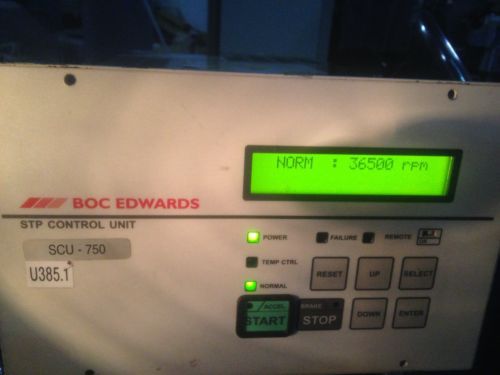 NORM : 36500 rpm
BOC EDWARDS
STP CONTROL UNIT
SCU - 750
U385.1
POWER
FAILURE
REMOTE
TEMP CTRL
NORMAL
RESET
UP
SELECT
/ACCEL
START
BRAKE
STOP
DOWN
ENTER